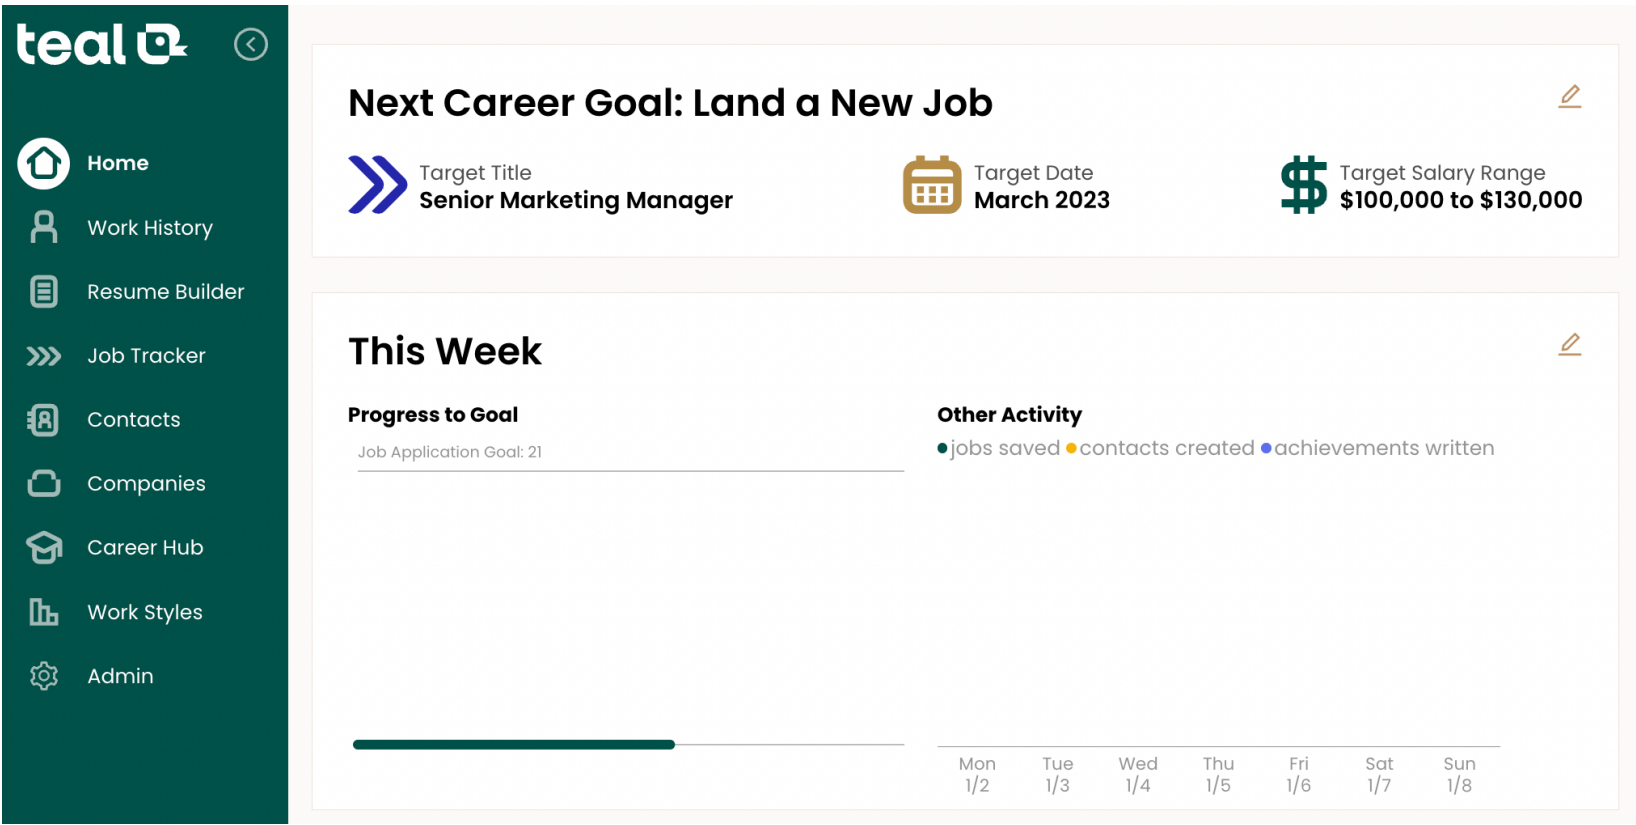 teal
Home
Work History
Resume Builder
Job Tracker
Contacts
Companies
Career Hub
Work Styles
Admin
Next Career Goal: Land a New Job
Target Title
Senior Marketing Manager
Target Date
March 2023
Target Salary Range
$100,000 to $130,000
This Week
Progress to Goal
Job Application Goal: 21
Other Activity
jobs saved contacts created achievements written
Mon Tue Wed Thu Fri Sat Sun
1/2 1/3 1/4 1/5 1/6 1/7 1/8